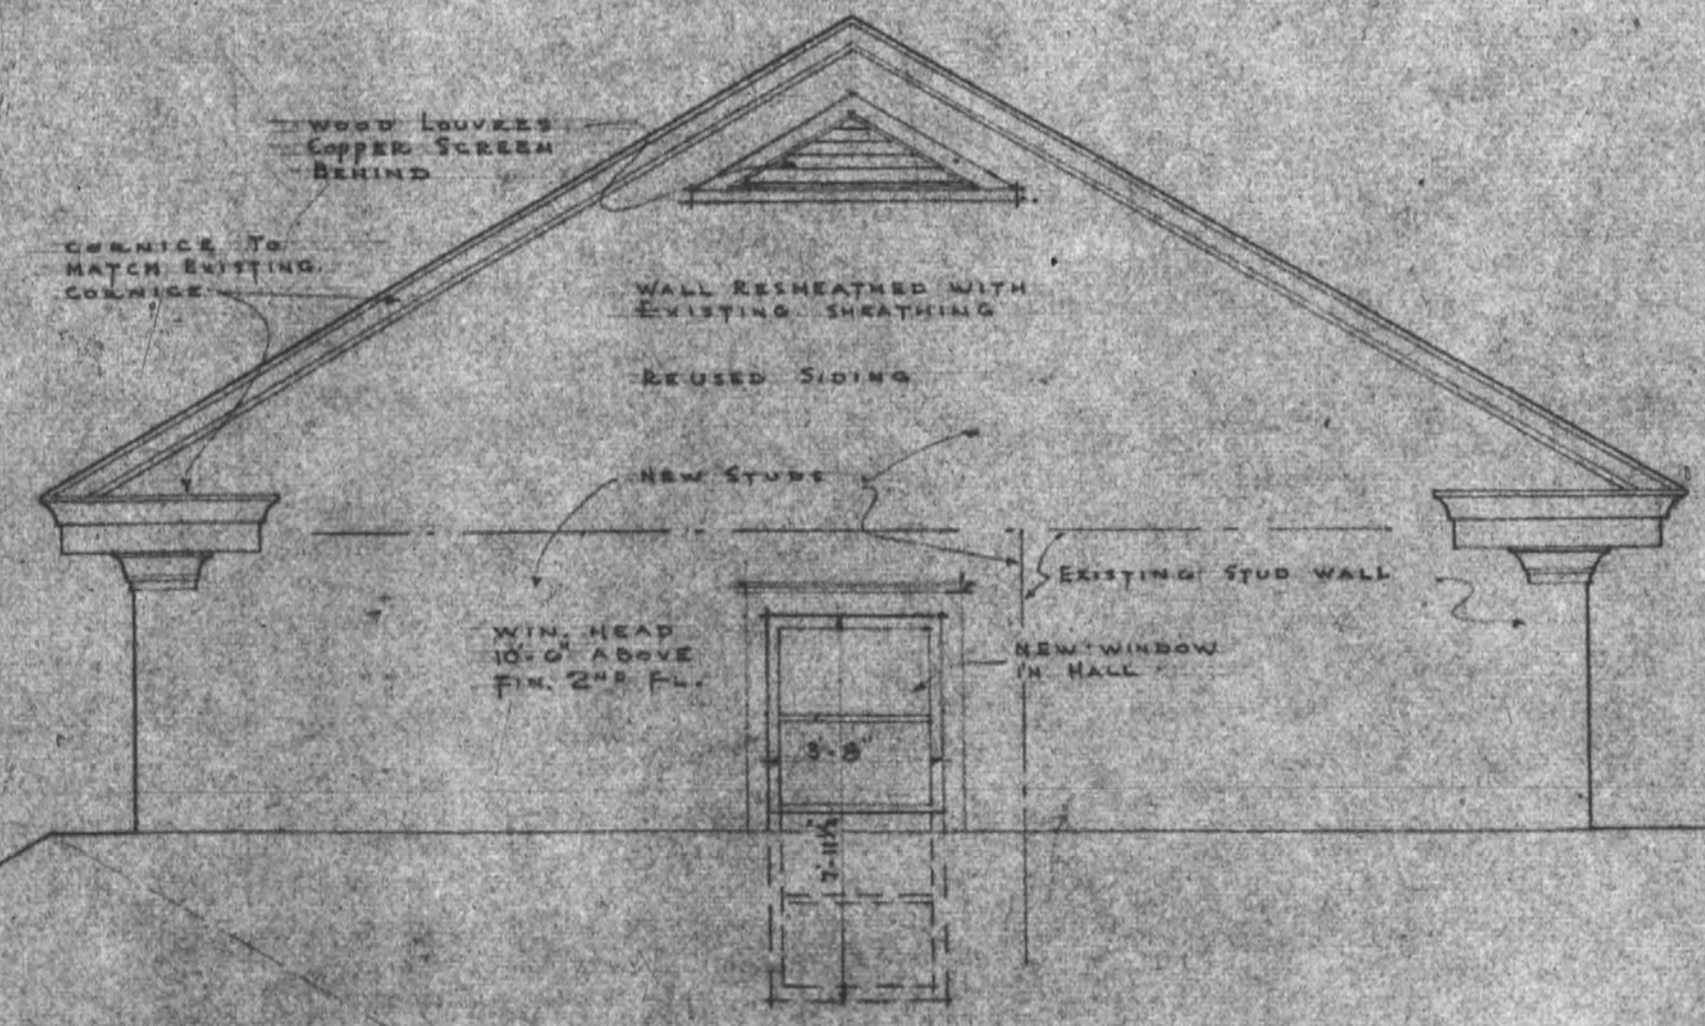 WOOD LOUVRES
COPPER SCREEN
BEHIND
CORNICE TO
MATCH EXISTING.
CORNICE
WALL RESHEATHED WITH
EXISTING SHEATHING
REUSED SIDING
NEW STUDS
EXISTING STUD WALL
WIN. HEAD
10'-0" ABOVE
FIN. 2ND FL.
NEW WINDOW
IN HALL
3-8"
7'-11½"